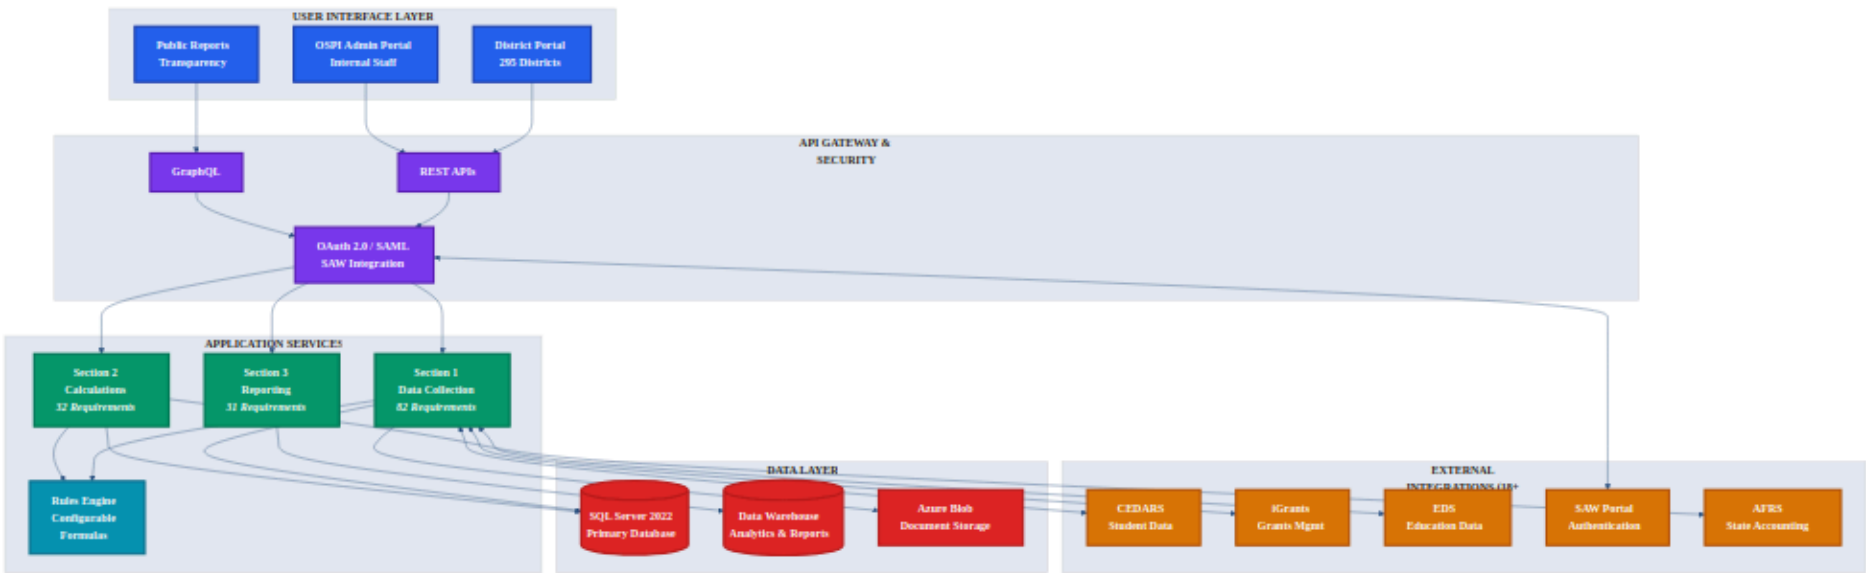 USER INTERFACE LAYER
Public Reports
Transparency
OSPI Admin Portal
Internal Staff
District Portal
295 Districts
API GATEWAY &
SECURITY
GraphQL
REST APIs
OAuth 2.0 / SAML
SAW Integration
APPLICATION SERVICES
Section 2
Calculations
32 Requirements
Section 3
Reporting
31 Requirements
Section 1
Data Collection
82 Requirements
Rules Engine
Configurable
Formulas
DATA LAYER
SQL Server 2022
Primary Database
Data Warehouse
Analytics & Reports
Azure Blob
Document Storage
EXTERNAL
INTEGRATIONS (18+
CEDARS
Student Data
iGrants
Grants Mgmt
EDS
Education Data
SAW Portal
Authentication
AFRS
State Accounting